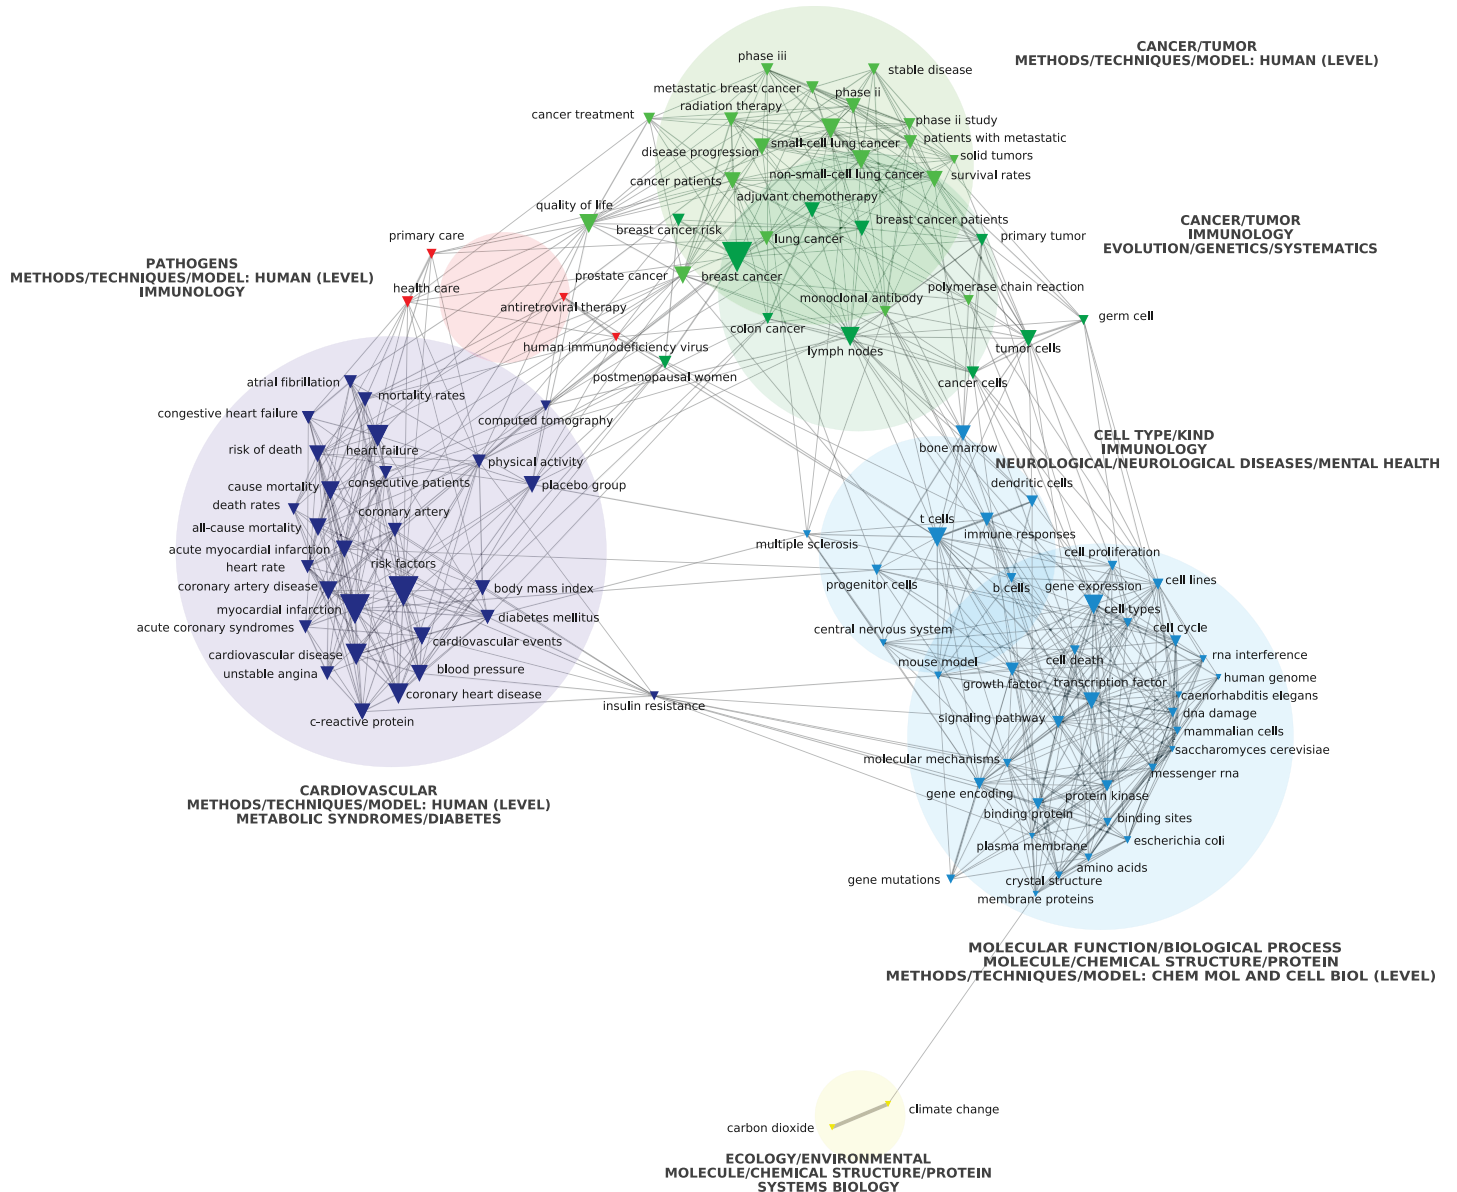 CANCER/TUMOR
METHODS/TECHNIQUES/MODEL: HUMAN (LEVEL)
phase iii
stable disease
metastatic breast cancer
phase ii
radiation therapy
cancer treatment
phase ii study
small-cell lung cancer
patients with metastatic
disease progression
solid tumors
non-small-cell lung cancer
survival rates
cancer patients
adjuvant chemotherapy
quality of life
breast cancer patients
breast cancer risk
lung cancer
primary tumor
CANCER/TUMOR
IMMUNOLOGY
EVOLUTION/GENETICS/SYSTEMATICS
primary care
PATHOGENS
METHODS/TECHNIQUES/MODEL: HUMAN (LEVEL)
IMMUNOLOGY
health care
prostate cancer
breast cancer
antiretroviral therapy
monoclonal antibody
polymerase chain reaction
germ cell
colon cancer
human immunodeficiency virus
lymph nodes
tumor cells
postmenopausal women
cancer cells
atrial fibrillation
mortality rates
congestive heart failure
computed tomography
risk of death
heart failure
bone marrow
CELL TYPE/KIND
IMMUNOLOGY
NEUROLOGICAL/NEUROLOGICAL DISEASES/MENTAL HEALTH
physical activity
consecutive patients
placebo group
cause mortality
dendritic cells
death rates
coronary artery
all-cause mortality
t cells
immune responses
multiple sclerosis
acute myocardial infarction
cell proliferation
heart rate
risk factors
coronary artery disease
body mass index
progenitor cells
b cells
gene expression
cell lines
myocardial infarction
diabetes mellitus
cell types
acute coronary syndromes
central nervous system
cell cycle
cardiovascular events
cardiovascular disease
mouse model
cell death
rna interference
unstable angina
blood pressure
growth factor
transcription factor
human genome
coronary heart disease
insulin resistance
caenorhabditis elegans
c-reactive protein
signaling pathway
dna damage
mammalian cells
saccharomyces cerevisiae
molecular mechanisms
messenger rna
CARDIOVASCULAR
METHODS/TECHNIQUES/MODEL: HUMAN (LEVEL)
METABOLIC SYNDROMES/DIABETES
gene encoding
protein kinase
binding protein
binding sites
plasma membrane
escherichia coli
amino acids
gene mutations
crystal structure
membrane proteins
MOLECULAR FUNCTION/BIOLOGICAL PROCESS
MOLECULE/CHEMICAL STRUCTURE/PROTEIN
METHODS/TECHNIQUES/MODEL: CHEM MOL AND CELL BIOL (LEVEL)
climate change
carbon dioxide
ECOLOGY/ENVIRONMENTAL
MOLECULE/CHEMICAL STRUCTURE/PROTEIN
SYSTEMS BIOLOGY